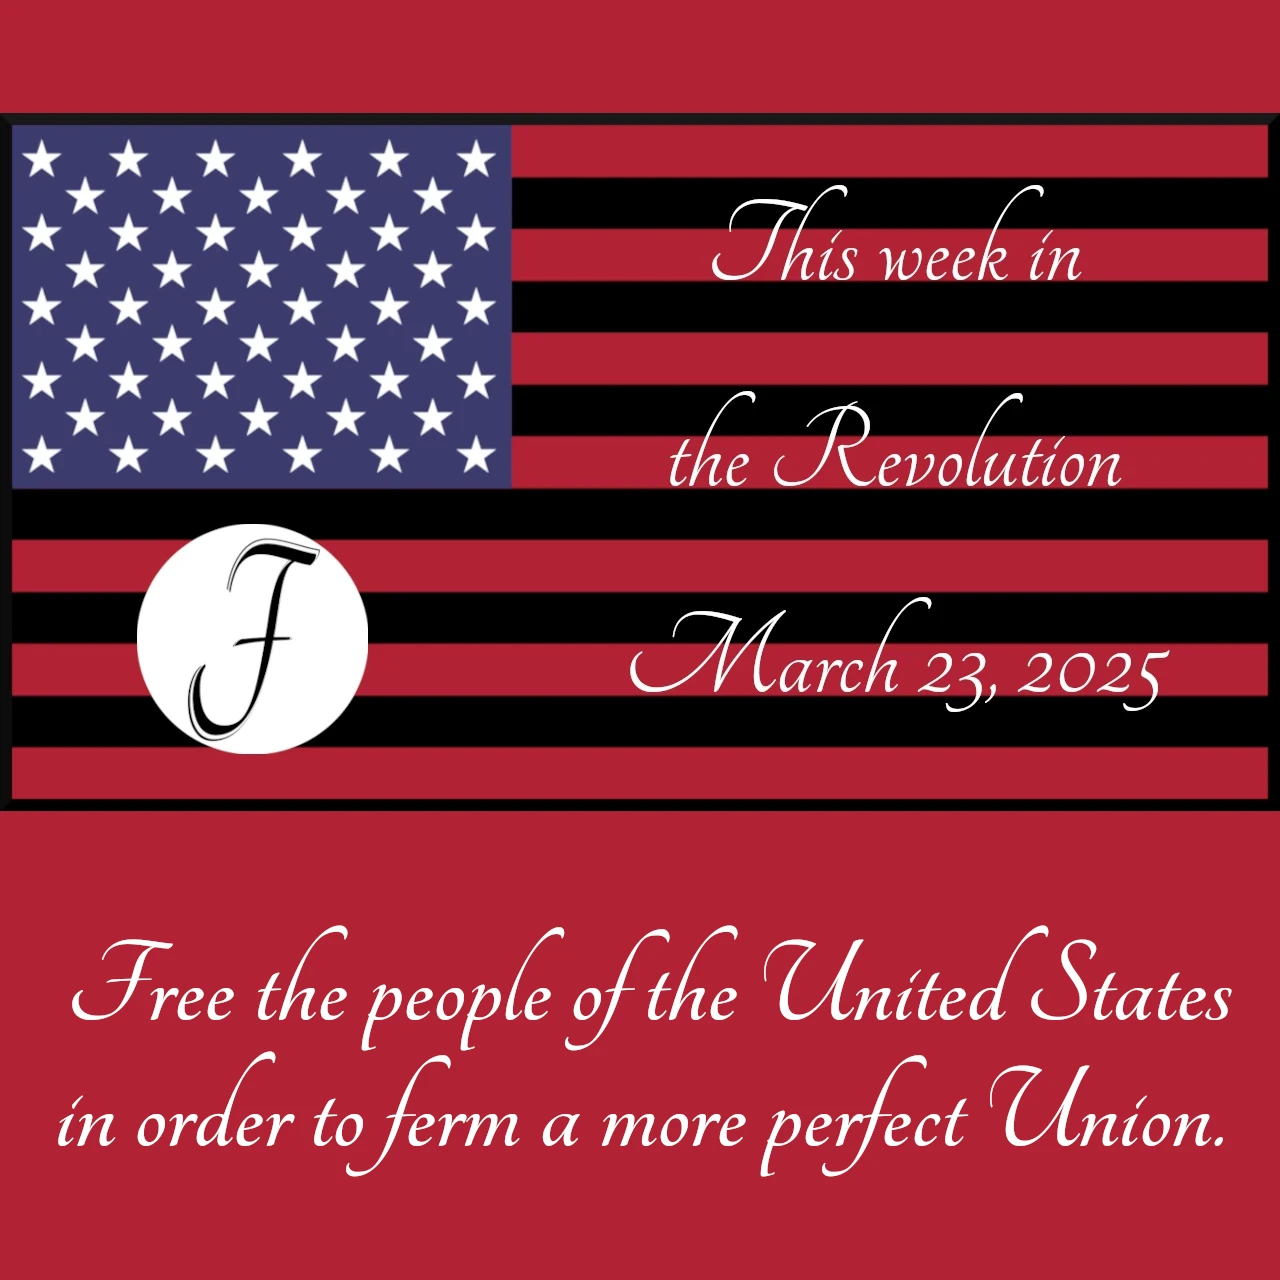 This week in
the Revolution
F
March 23, 2025
Free the people of the United States
in order to ferm a more perfect Union.